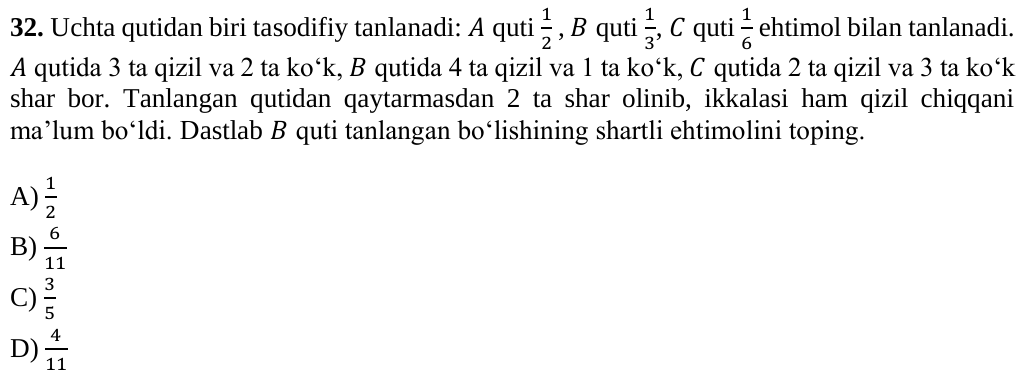 32. Uchta qutidan biri tasodifiy tanlanadi: A quti 1/2, B quti 1/3, C quti 1/6 ehtimol bilan tanlanadi.
A qutida 3 ta qizil va 2 ta ko‘k, B qutida 4 ta qizil va 1 ta ko‘k, C qutida 2 ta qizil va 3 ta ko‘k
shar bor. Tanlangan qutidan qaytarmasdan 2 ta shar olinib, ikkalasi ham qizil chiqqani
ma’lum bo‘ldi. Dastlab B quti tanlangan bo‘lishining shartli ehtimolini toping.
A) 1/2
B) 6/11
C) 3/5
D) 4/11